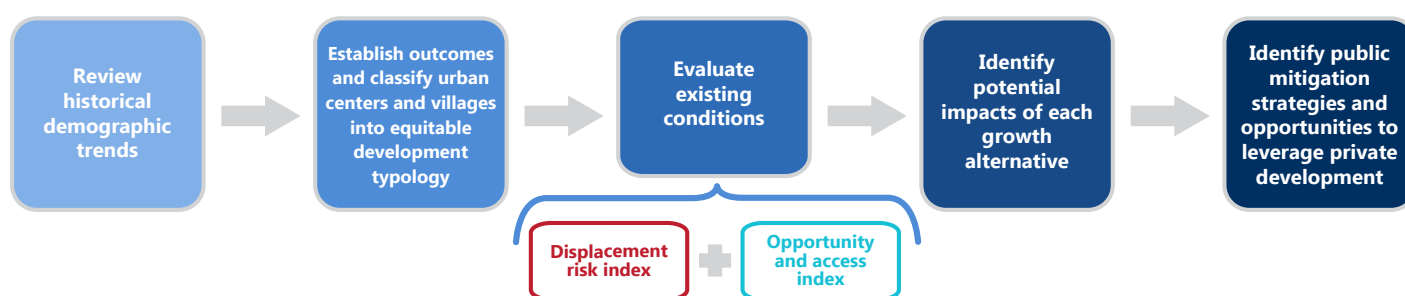 Review
historical
demographic
trends
Establish outcomes
and classify urban
centers and villages
into equitable
development
typology
Evaluate
existing
conditions
Identify
potential
impacts of each
growth
alternative
Identify public
mitigation
strategies and
opportunities to
leverage private
development
Displacement
risk index
Opportunity
and access
index